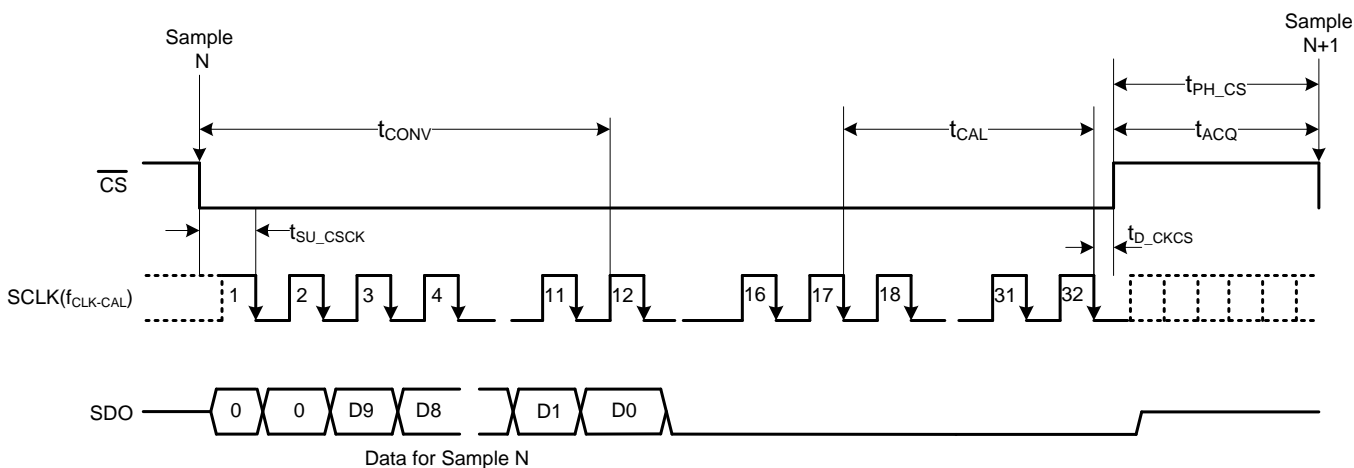 Sample
N
Sample
N+1
tPH_CS
tCONV
tCAL
tACQ
CS
tSU_CSCK
tD_CKCS
SCLK(fCLK-CAL)
1 2 3 4 11 12 16 17 18 31 32
SDO
0 0 D9 D8 D1 D0
Data for Sample N